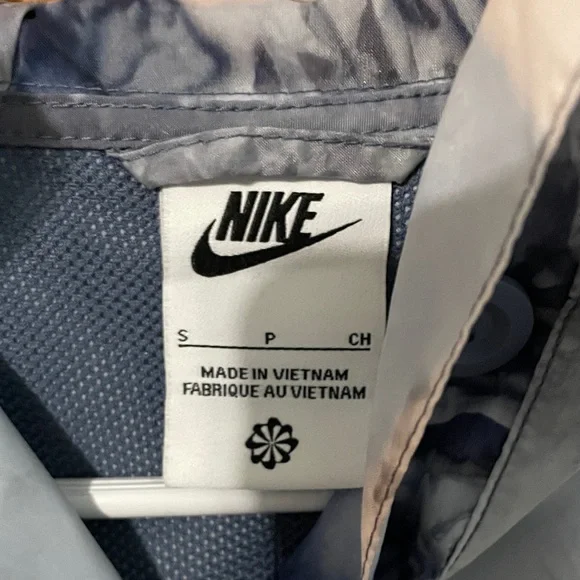 NIKE
S P CH
MADE IN VIETNAM
FABRIQUE AU VIETNAM